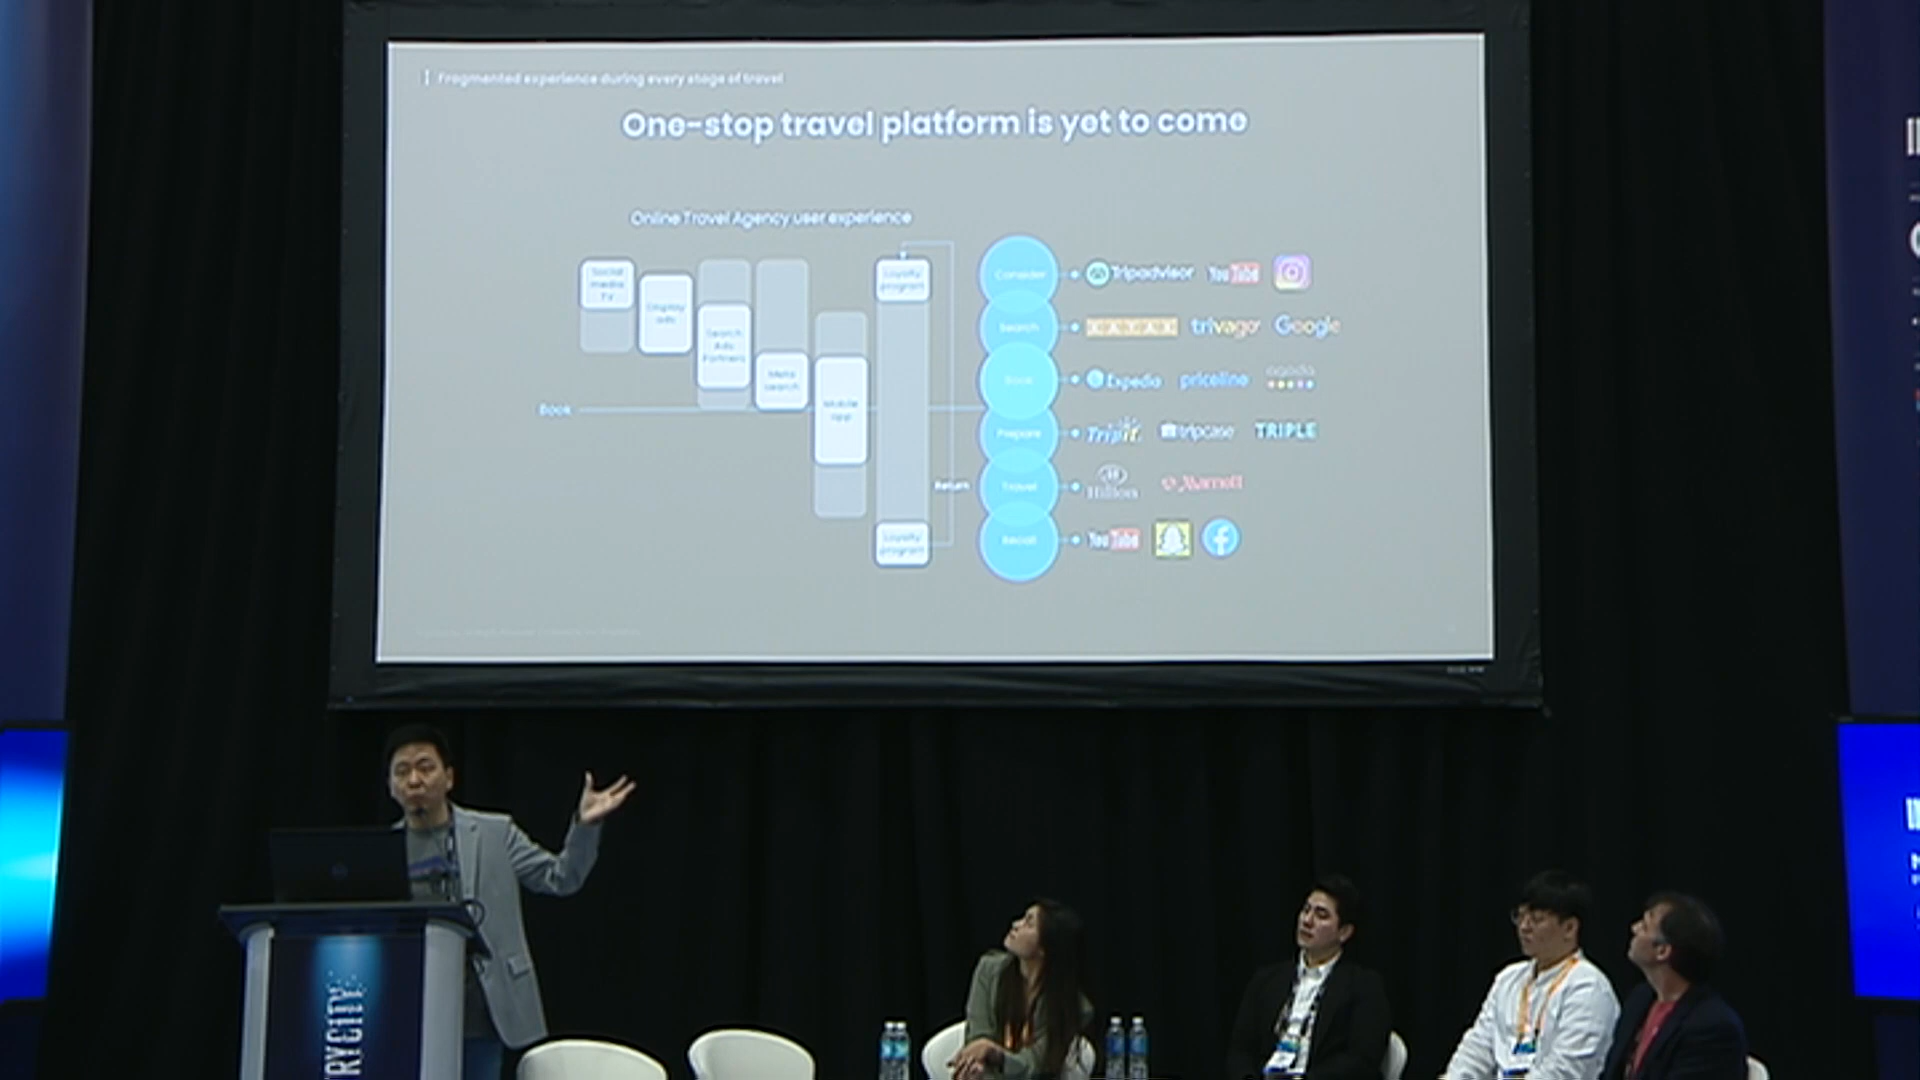 Fragmented experience during every stage of travel
One-stop travel platform is yet to come
Online Travel Agency user experience
Social media TV
Display ads
Search Ads Partners
Meta search
Mobile app
Loyalty program
Book
Return
Loyalty program
Consider
Tripadvisor YouTube
Search
trivago Google
Book
Expedia priceline agoda
Prepare
TripIt tripcase TRIPLE
Travel
Hilton Marriott
Recall
YouTube
TRYCITY